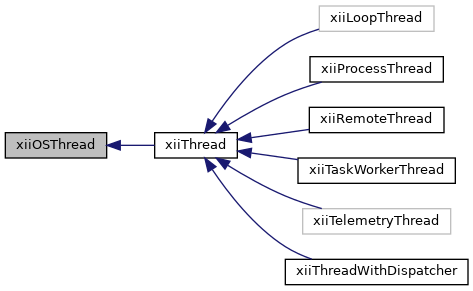 xiiLoopThread
xiiProcessThread
xiiRemoteThread
xiiOSThread
xiiThread
xiiTaskWorkerThread
xiiTelemetryThread
xiiThreadWithDispatcher